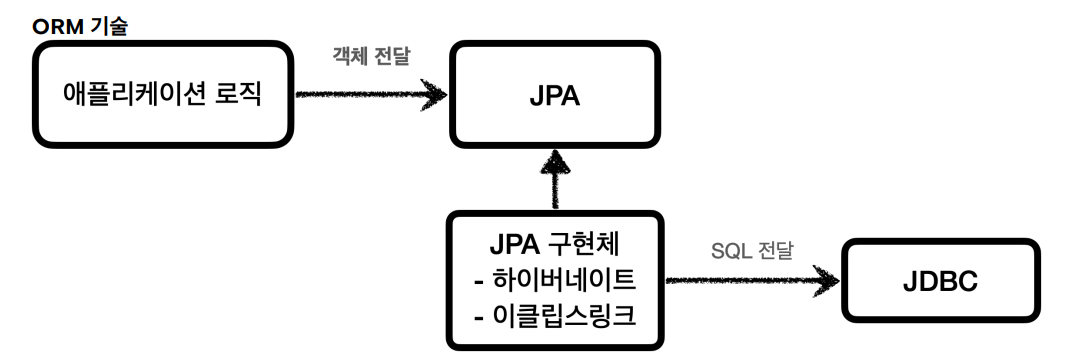 ORM 기술
애플리케이션 로직
객체 전달
JPA
JPA 구현체
- 하이버네이트
- 이클립스링크
SQL 전달
JDBC